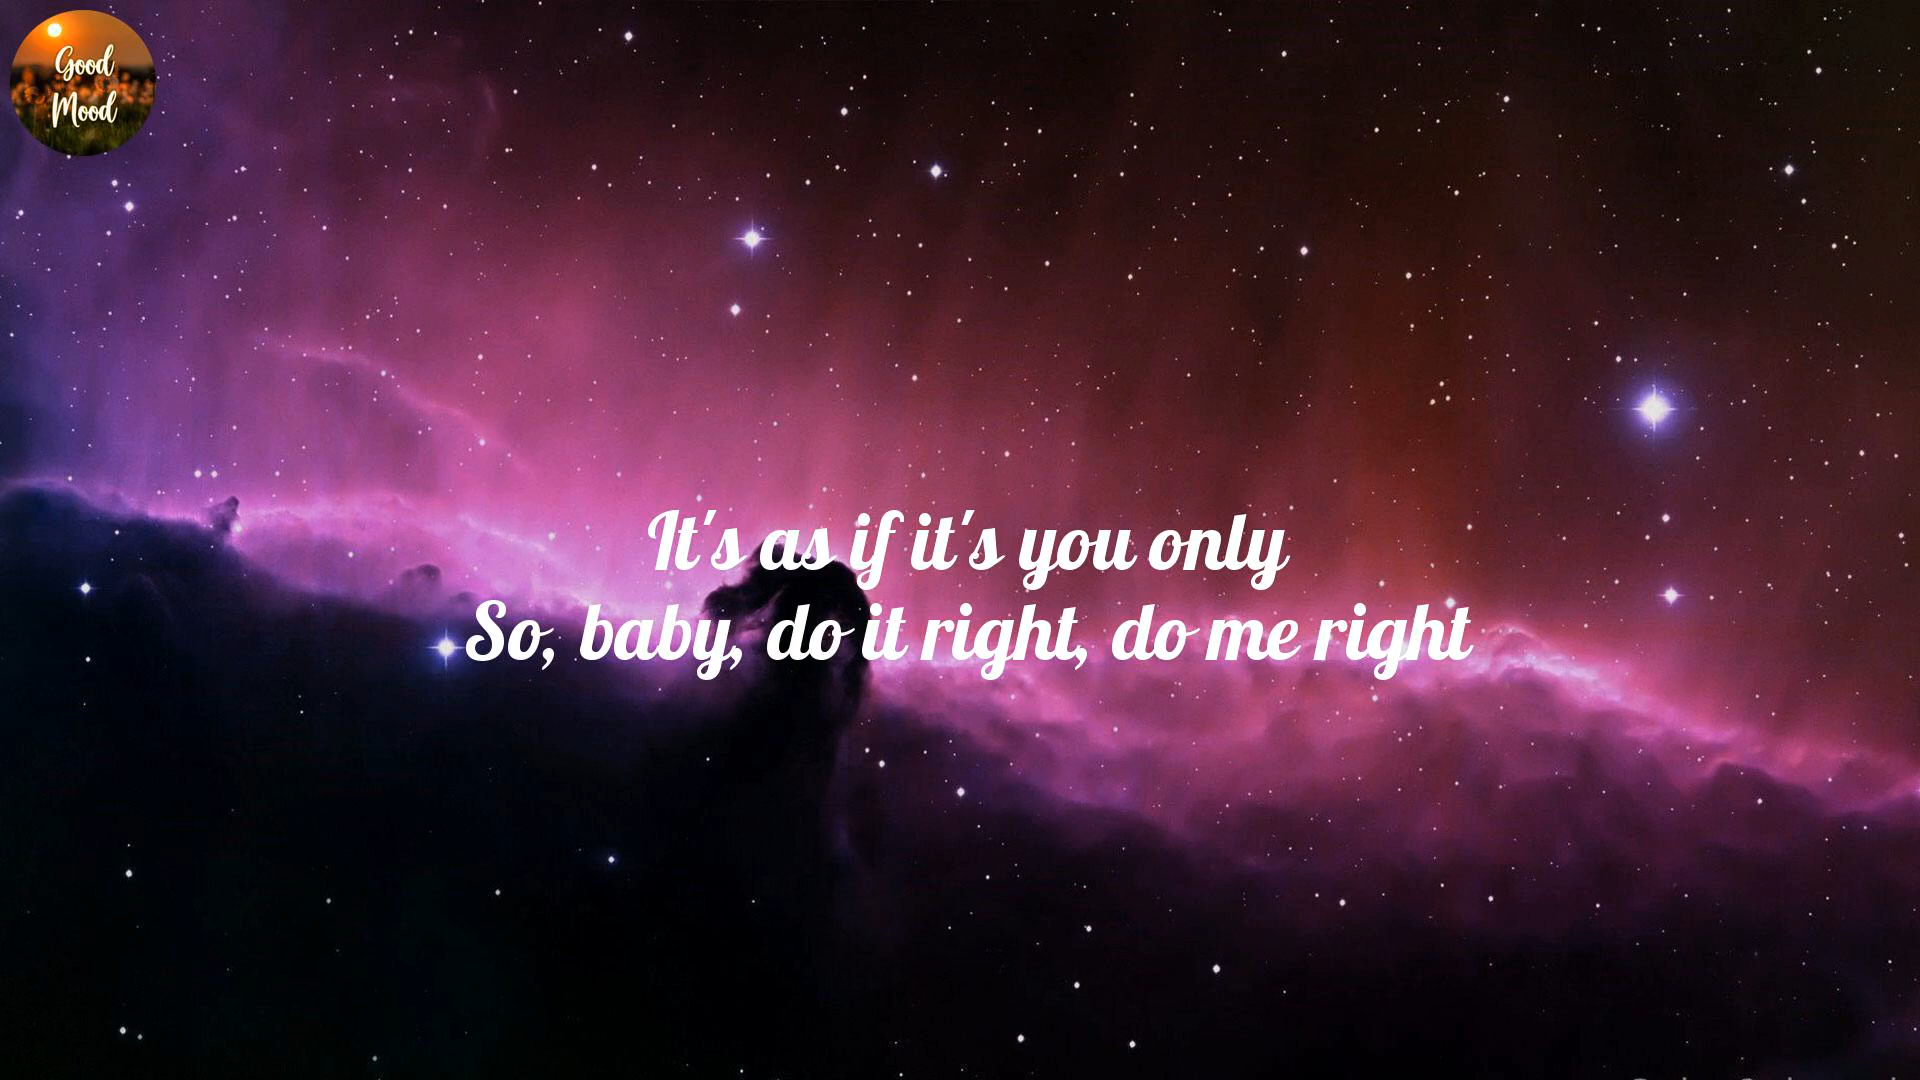 Good
Mood
It's as if it's you only
So, baby, do it right, do me right